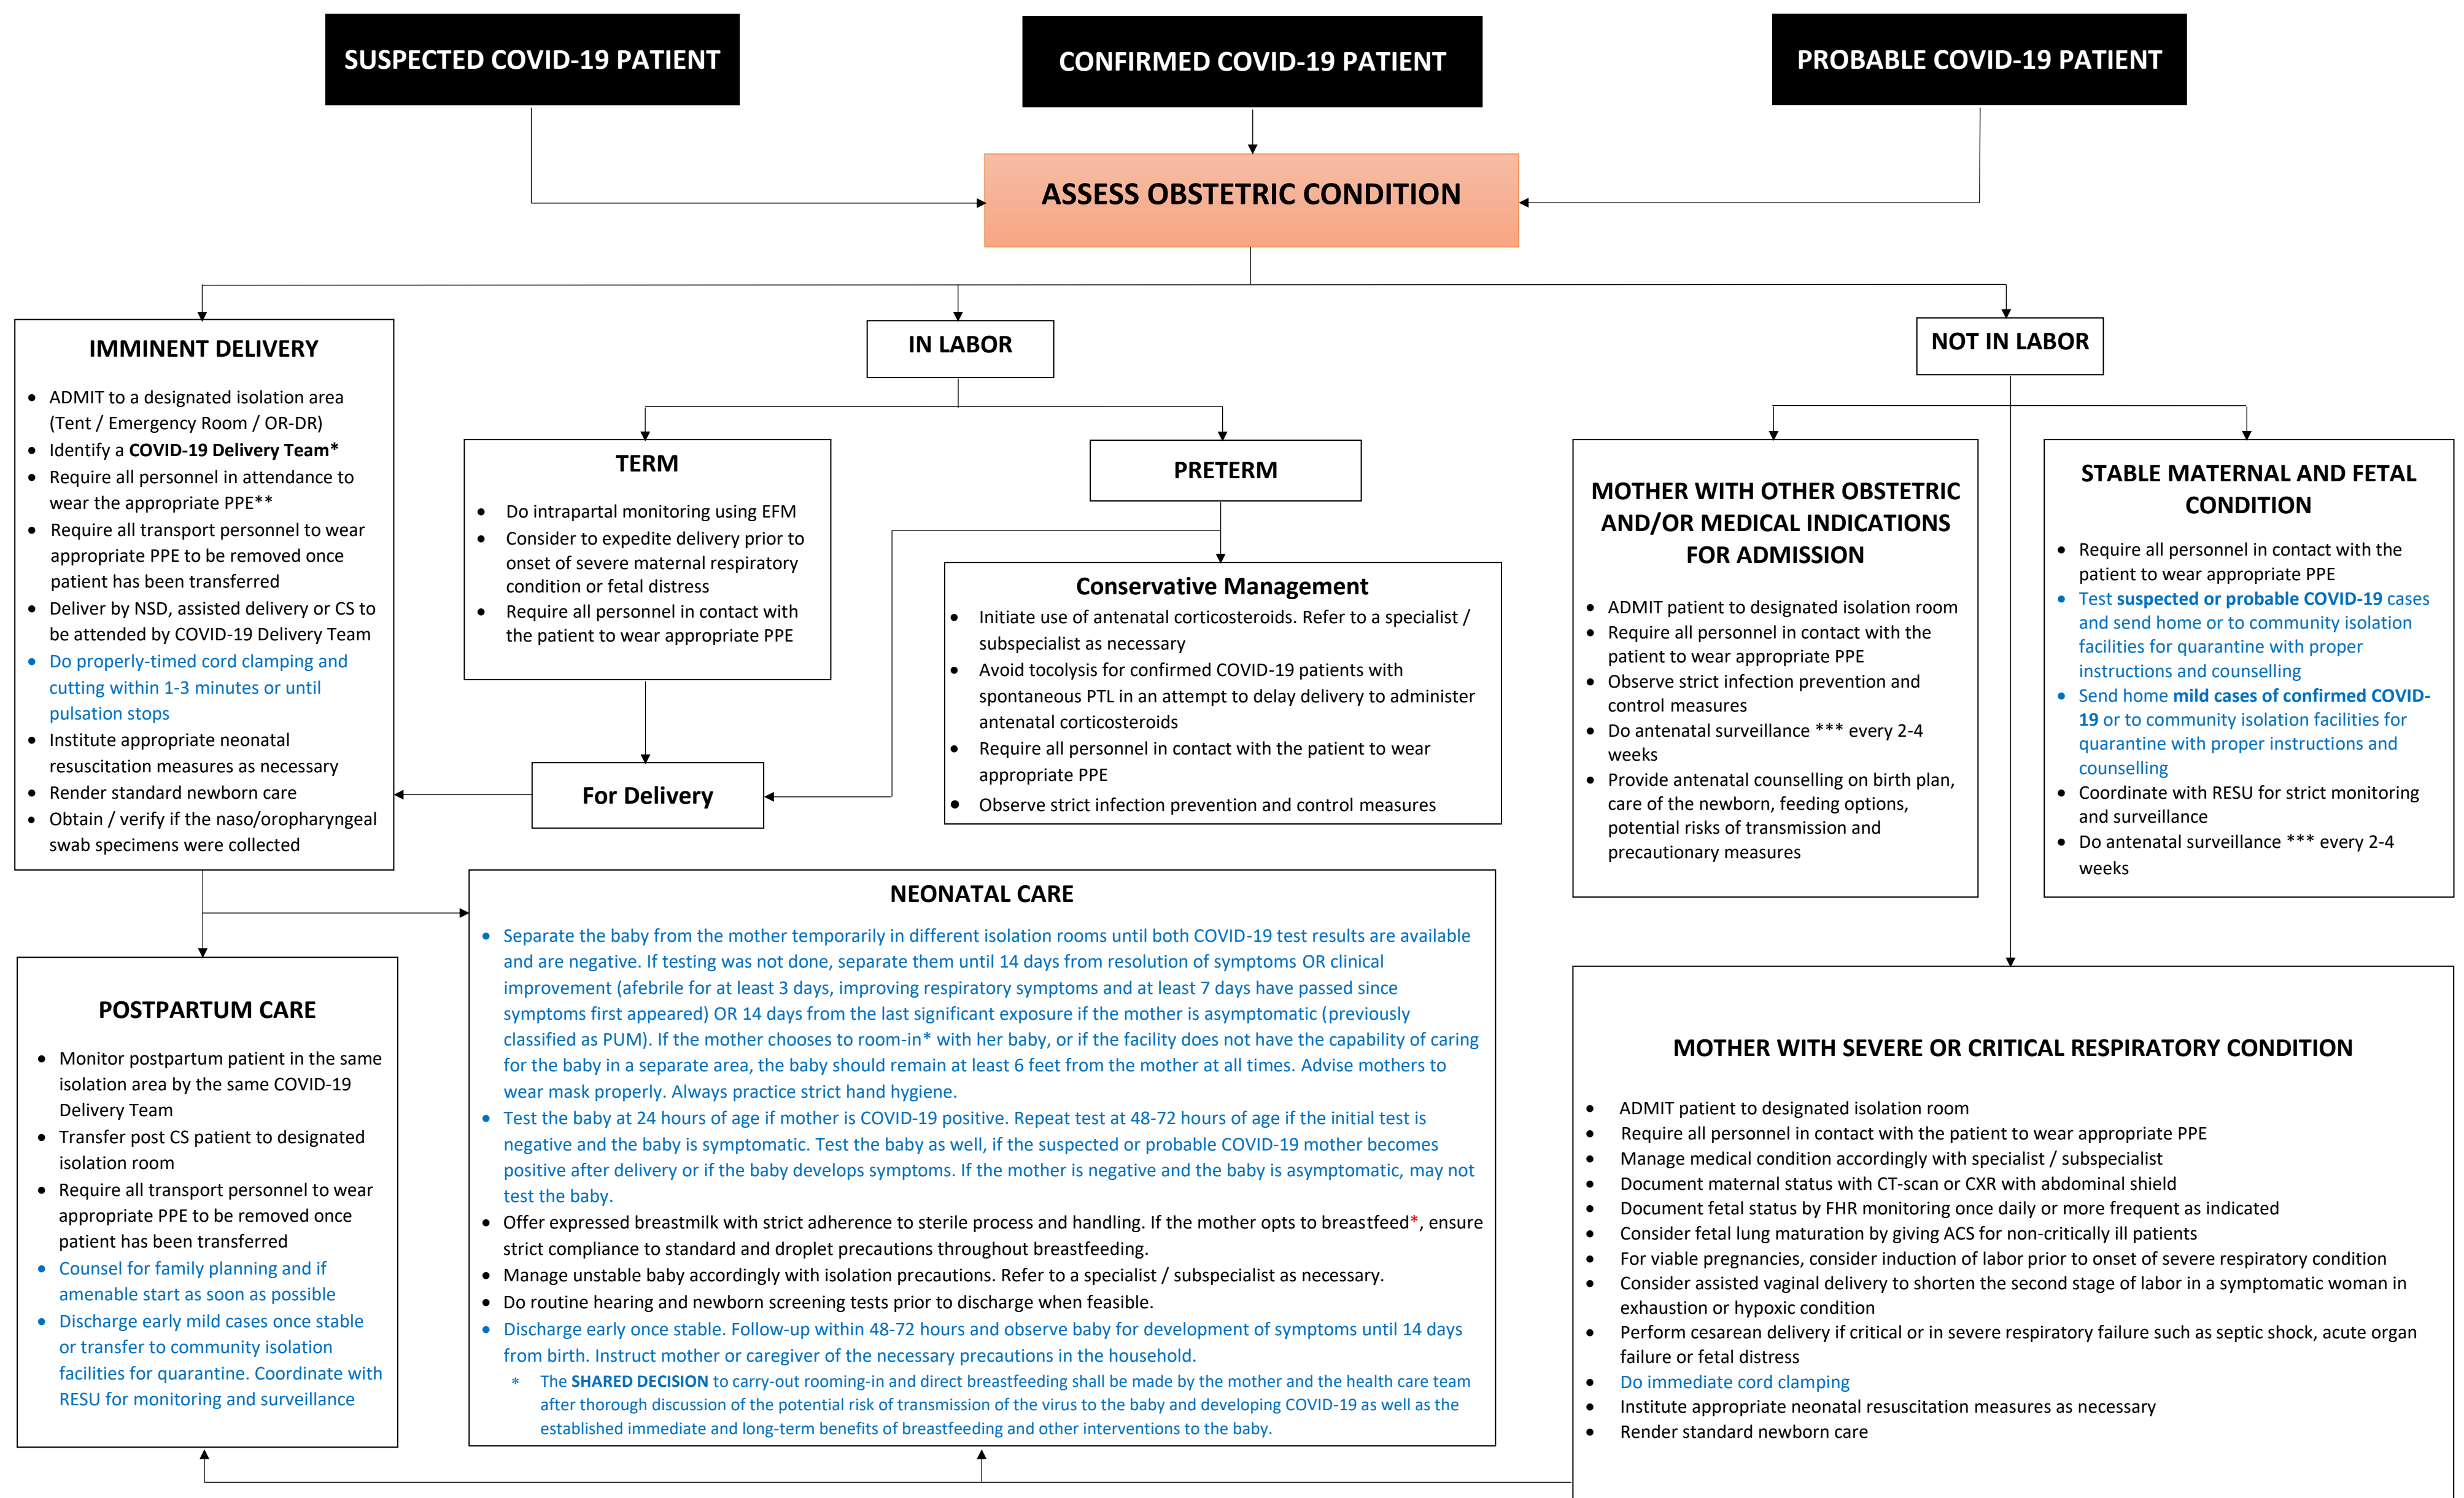 SUSPECTED COVID-19 PATIENT
CONFIRMED COVID-19 PATIENT
PROBABLE COVID-19 PATIENT
ASSESS OBSTETRIC CONDITION
IMMINENT DELIVERY
• ADMIT to a designated isolation area
(Tent / Emergency Room / OR-DR)
• Identify a COVID-19 Delivery Team*
• Require all personnel in attendance to
wear the appropriate PPE**
• Require all transport personnel to wear
appropriate PPE to be removed once
patient has been transferred
• Deliver by NSD, assisted delivery or CS to
be attended by COVID-19 Delivery Team
• Do properly-timed cord clamping and
cutting within 1-3 minutes or until
pulsation stops
• Institute appropriate neonatal
resuscitation measures as necessary
• Render standard newborn care
• Obtain / verify if the naso/oropharyngeal
swab specimens were collected
IN LABOR
TERM
• Do intrapartal monitoring using EFM
• Consider to expedite delivery prior to
onset of severe maternal respiratory
condition or fetal distress
• Require all personnel in contact with
the patient to wear appropriate PPE
PRETERM
Conservative Management
• Initiate use of antenatal corticosteroids. Refer to a specialist /
subspecialist as necessary
• Avoid tocolysis for confirmed COVID-19 patients with
spontaneous PTL in an attempt to delay delivery to administer
antenatal corticosteroids
• Require all personnel in contact with the patient to wear
appropriate PPE
• Observe strict infection prevention and control measures
For Delivery
NOT IN LABOR
MOTHER WITH OTHER OBSTETRIC
AND/OR MEDICAL INDICATIONS
FOR ADMISSION
• ADMIT patient to designated isolation room
• Require all personnel in contact with the
patient to wear appropriate PPE
• Observe strict infection prevention and
control measures
• Do antenatal surveillance *** every 2-4
weeks
• Provide antenatal counselling on birth plan,
care of the newborn, feeding options,
potential risks of transmission and
precautionary measures
STABLE MATERNAL AND FETAL
CONDITION
• Require all personnel in contact with the
patient to wear appropriate PPE
• Test suspected or probable COVID-19 cases
and send home or to community isolation
facilities for quarantine with proper
instructions and counselling
• Send home mild cases of confirmed COVID-
19 or to community isolation facilities for
quarantine with proper instructions and
counselling
• Coordinate with RESU for strict monitoring
and surveillance
• Do antenatal surveillance *** every 2-4
weeks
POSTPARTUM CARE
• Monitor postpartum patient in the same
isolation area by the same COVID-19
Delivery Team
• Transfer post CS patient to designated
isolation room
• Require all transport personnel to wear
appropriate PPE to be removed once
patient has been transferred
• Counsel for family planning and if
amenable start as soon as possible
• Discharge early mild cases once stable
or transfer to community isolation
facilities for quarantine. Coordinate with
RESU for monitoring and surveillance
NEONATAL CARE
• Separate the baby from the mother temporarily in different isolation rooms until both COVID-19 test results are available
and are negative. If testing was not done, separate them until 14 days from resolution of symptoms OR clinical
improvement (afebrile for at least 3 days, improving respiratory symptoms and at least 7 days have passed since
symptoms first appeared) OR 14 days from the last significant exposure if the mother is asymptomatic (previously
classified as PUM). If the mother chooses to room-in* with her baby, or if the facility does not have the capability of caring
for the baby in a separate area, the baby should remain at least 6 feet from the mother at all times. Advise mothers to
wear mask properly. Always practice strict hand hygiene.
• Test the baby at 24 hours of age if mother is COVID-19 positive. Repeat test at 48-72 hours of age if the initial test is
negative and the baby is symptomatic. Test the baby as well, if the suspected or probable COVID-19 mother becomes
positive after delivery or if the baby develops symptoms. If the mother is negative and the baby is asymptomatic, may not
test the baby.
• Offer expressed breastmilk with strict adherence to sterile process and handling. If the mother opts to breastfeed*, ensure
strict compliance to standard and droplet precautions throughout breastfeeding.
• Manage unstable baby accordingly with isolation precautions. Refer to a specialist / subspecialist as necessary.
• Do routine hearing and newborn screening tests prior to discharge when feasible.
• Discharge early once stable. Follow-up within 48-72 hours and observe baby for development of symptoms until 14 days
from birth. Instruct mother or caregiver of the necessary precautions in the household.
* The SHARED DECISION to carry-out rooming-in and direct breastfeeding shall be made by the mother and the health care team
after thorough discussion of the potential risk of transmission of the virus to the baby and developing COVID-19 as well as the
established immediate and long-term benefits of breastfeeding and other interventions to the baby.
MOTHER WITH SEVERE OR CRITICAL RESPIRATORY CONDITION
• ADMIT patient to designated isolation room
• Require all personnel in contact with the patient to wear appropriate PPE
• Manage medical condition accordingly with specialist / subspecialist
• Document maternal status with CT-scan or CXR with abdominal shield
• Document fetal status by FHR monitoring once daily or more frequent as indicated
• Consider fetal lung maturation by giving ACS for non-critically ill patients
• For viable pregnancies, consider induction of labor prior to onset of severe respiratory condition
• Consider assisted vaginal delivery to shorten the second stage of labor in a symptomatic woman in
exhaustion or hypoxic condition
• Perform cesarean delivery if critical or in severe respiratory failure such as septic shock, acute organ
failure or fetal distress
• Do immediate cord clamping
• Institute appropriate neonatal resuscitation measures as necessary
• Render standard newborn care